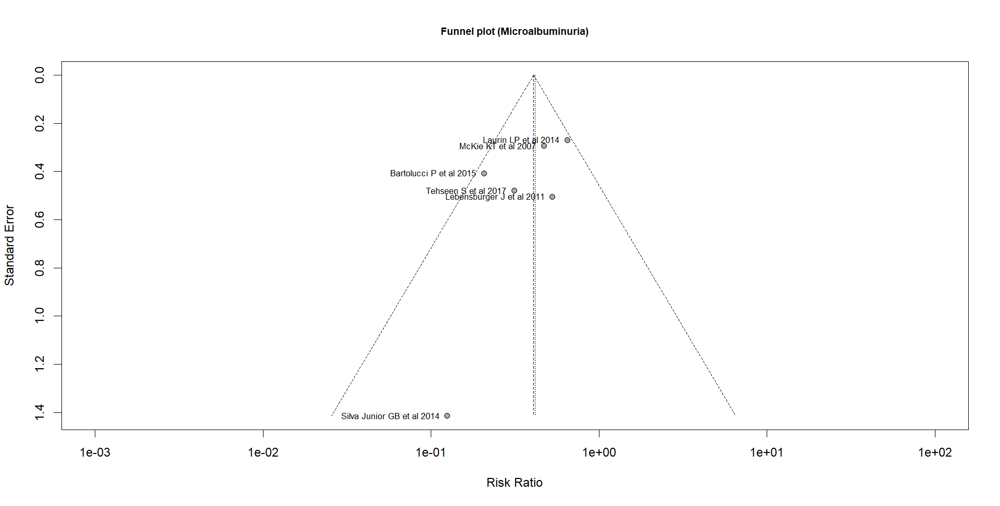 Funnel plot (Microalbuminuria)
0.0
0.2
0.4
0.6
0.8
1.0
1.2
1.4
Standard Error
Laurin LP et al 2014
McKie KT et al 2007
Bartolucci P et al 2015
Tehseen S et al 2017
Lebensburger J et al 2011
Silva Junior GB et al 2014
1e-03 1e-02 1e-01 1e+00 1e+01 1e+02
Risk Ratio